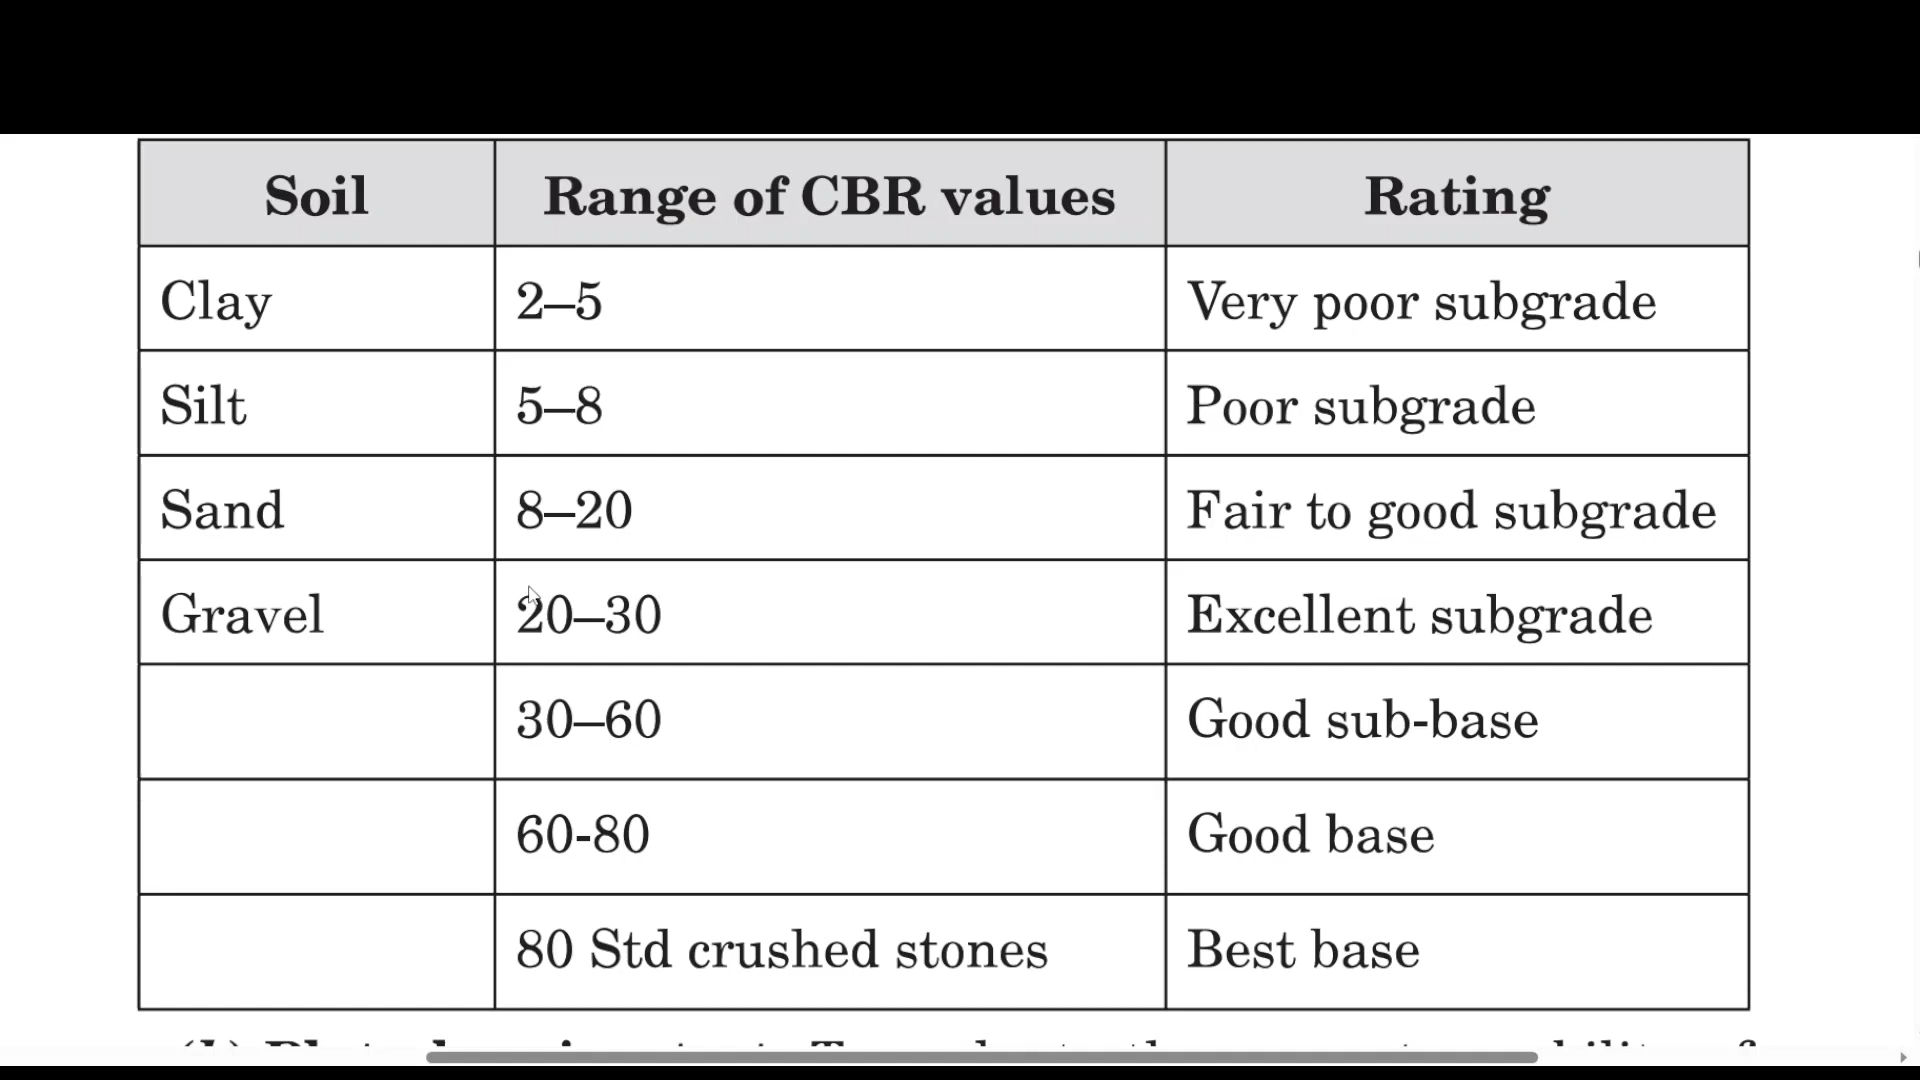 Soil Range of CBR values Rating
Clay 2–5 Very poor subgrade
Silt 5–8 Poor subgrade
Sand 8–20 Fair to good subgrade
Gravel 20–30 Excellent subgrade
30–60 Good sub-base
60-80 Good base
80 Std crushed stones Best base